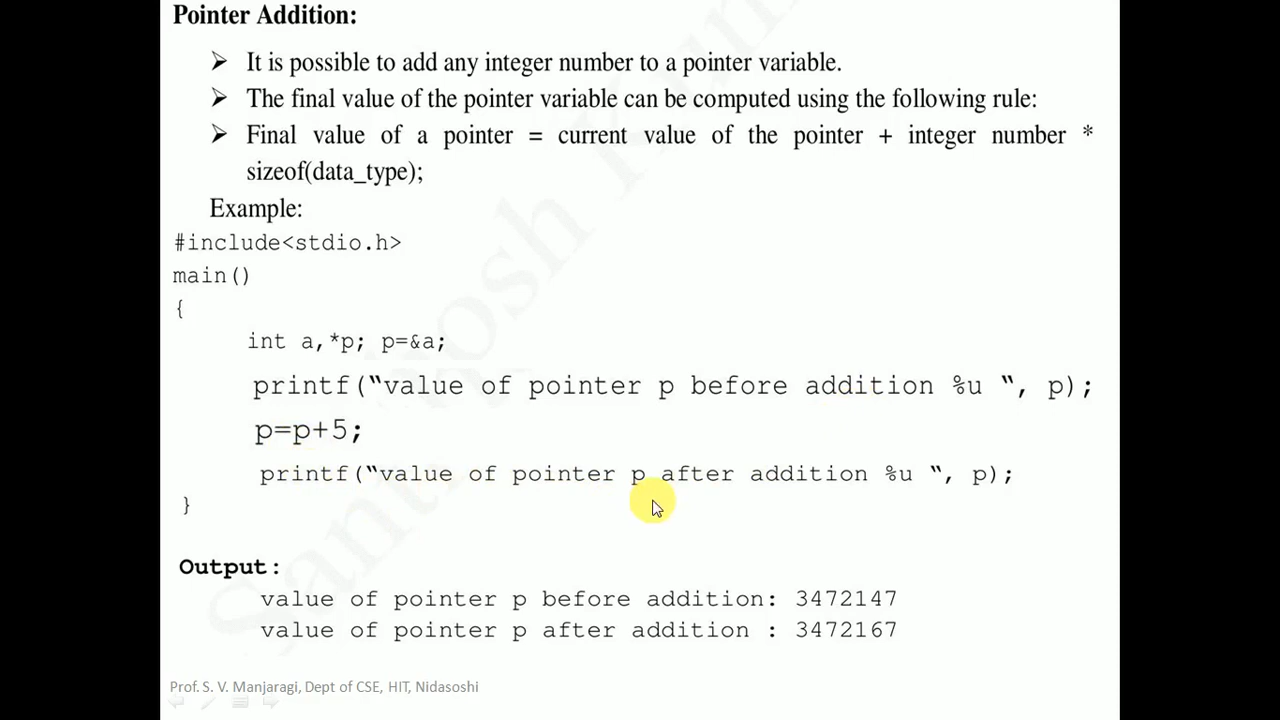 Pointer Addition:
➢ It is possible to add any integer number to a pointer variable.
➢ The final value of the pointer variable can be computed using the following rule:
➢ Final value of a pointer = current value of the pointer + integer number *
sizeof(data_type);
Example:
#include<stdio.h>
main()
{
int a,*p; p=&a;
printf(“value of pointer p before addition %u “, p);
p=p+5;
printf(“value of pointer p after addition %u “, p);
}
Output:
value of pointer p before addition: 3472147
value of pointer p after addition : 3472167
Prof. S. V. Manjaragi, Dept of CSE, HIT, Nidasoshi